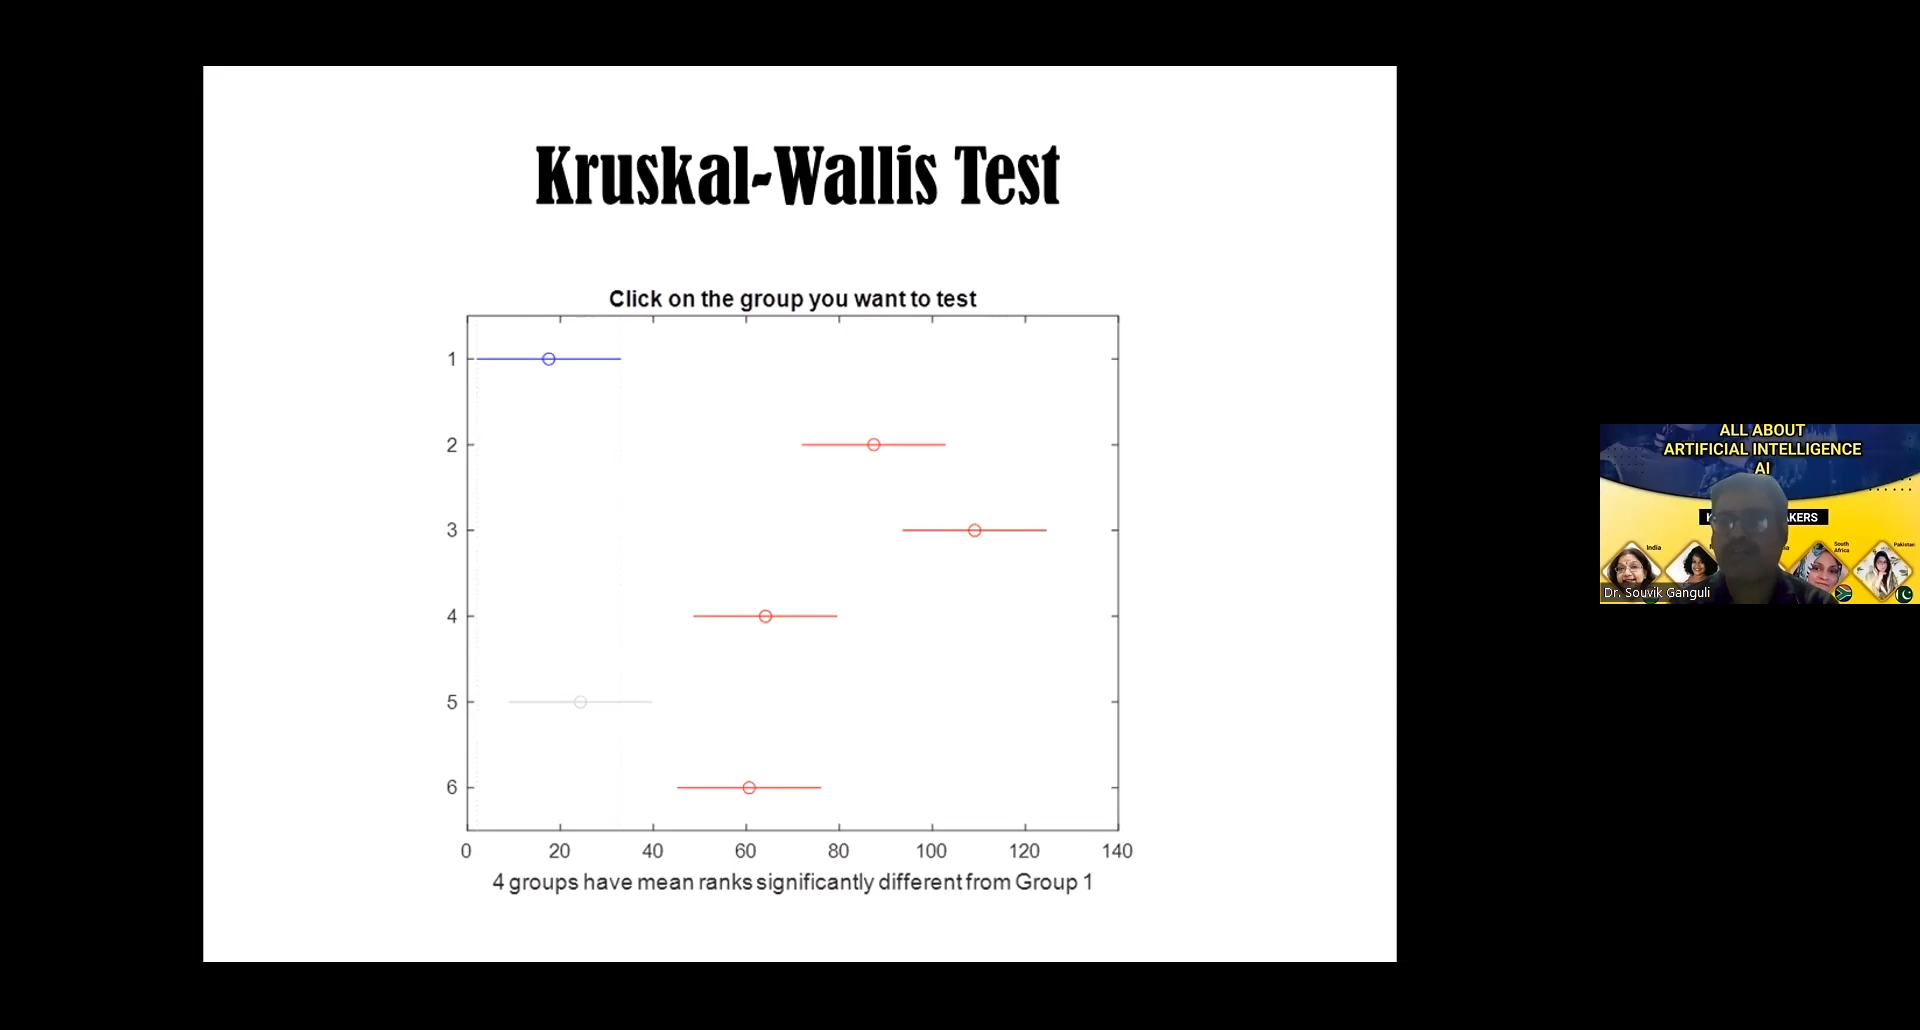 Kruskal-Wallis Test
Click on the group you want to test
1
2
3
4
5
6
0 20 40 60 80 100 120 140
4 groups have mean ranks significantly different from Group 1
ALL ABOUT
ARTIFICIAL INTELLIGENCE
AI
India
South
Africa
Pakistan
Dr. Souvik Ganguli